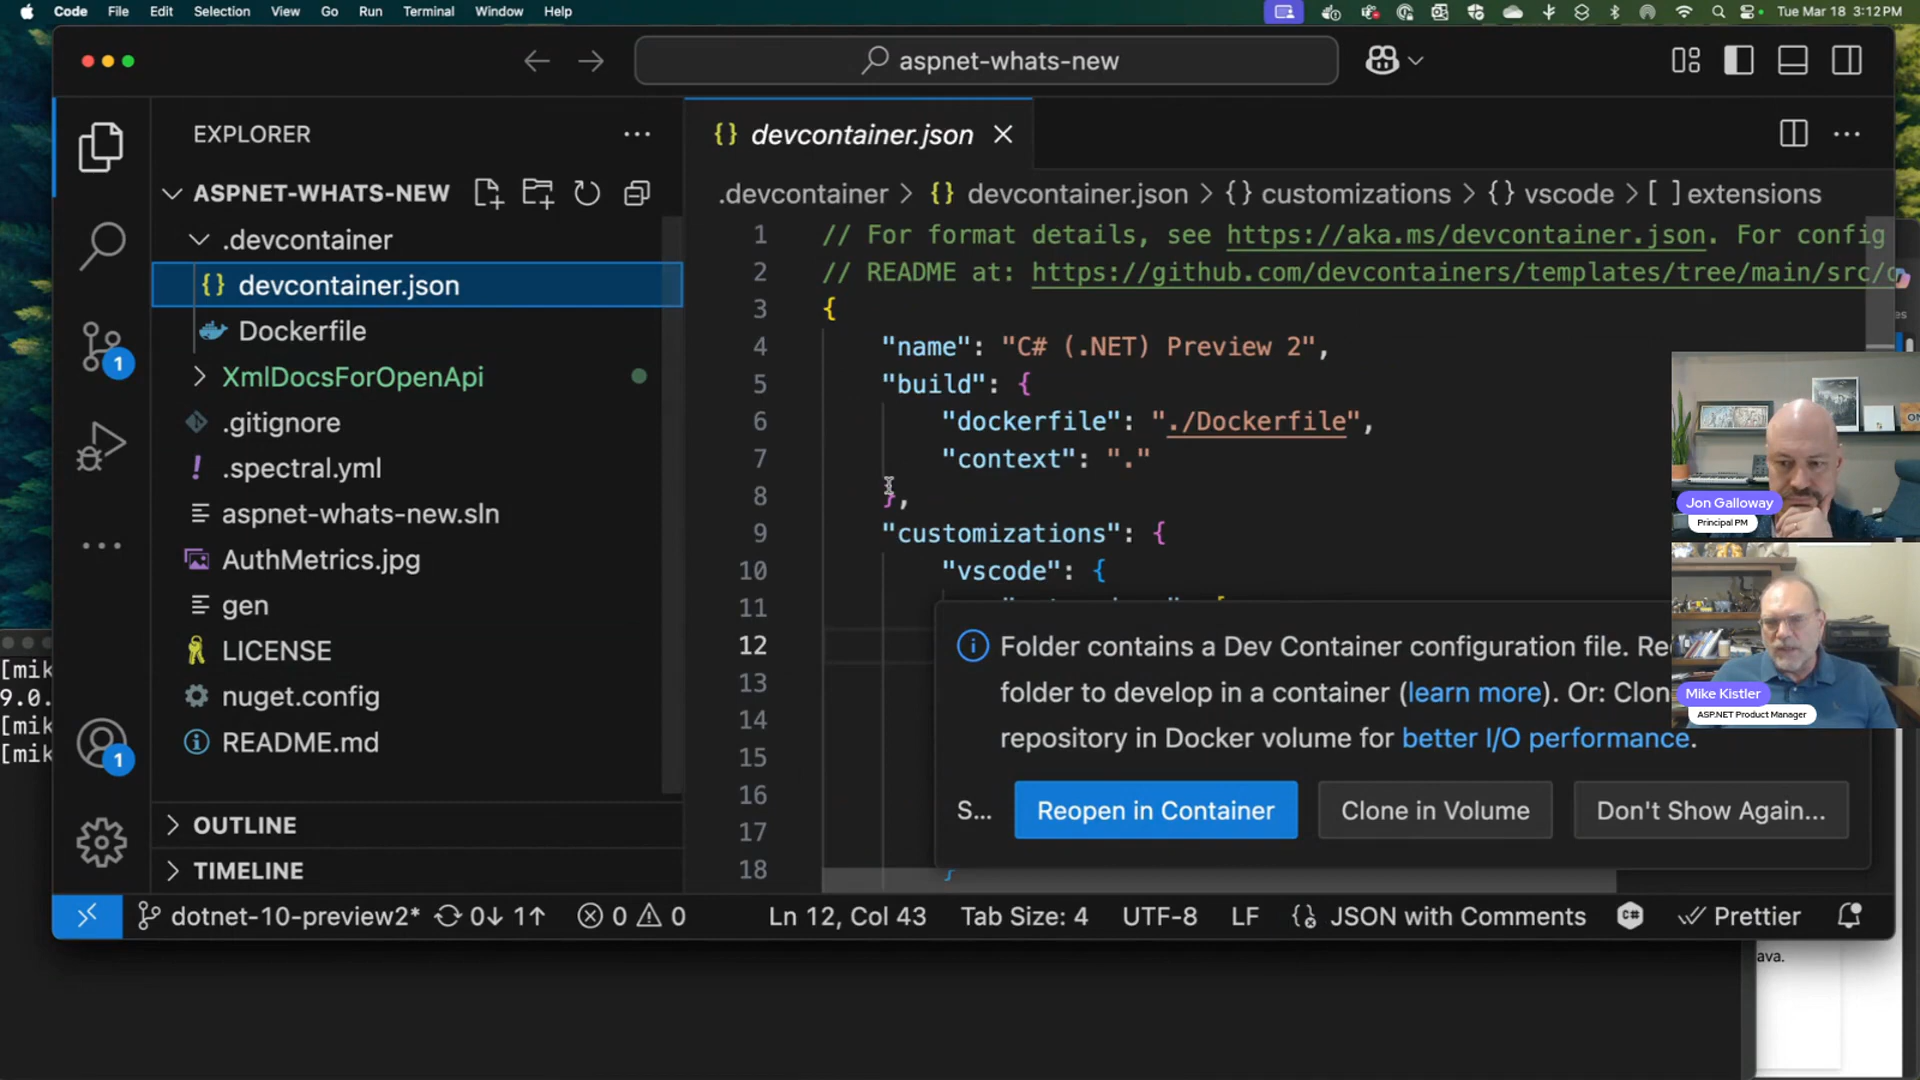 Code File Edit Selection View Go Run Terminal Window Help Tue Mar 18 3:12 PM
aspnet-whats-new
EXPLORER
ASPNET-WHATS-NEW
.devcontainer
devcontainer.json
Dockerfile
XmlDocsForOpenApi
.gitignore
.spectral.yml
aspnet-whats-new.sln
AuthMetrics.jpg
gen
LICENSE
nuget.config
README.md
OUTLINE
TIMELINE
devcontainer.json
.devcontainer > {} devcontainer.json > {} customizations > {} vscode > [ ] extensions
1 // For format details, see https://aka.ms/devcontainer.json. For config
2 // README at: https://github.com/devcontainers/templates/tree/main/src/
3 {
4 "name": "C# (.NET) Preview 2",
5 "build": {
6 "dockerfile": "./Dockerfile",
7 "context": "."
8 },
9 "customizations": {
10 "vscode": {
11
12
13
14
15
16
17
18 }
Folder contains a Dev Container configuration file. Re
folder to develop in a container (learn more). Or: Clon
repository in Docker volume for better I/O performance.
S... Reopen in Container Clone in Volume Don't Show Again...
Jon Galloway
Principal PM
Mike Kistler
ASP.NET Product Manager
dotnet-10-preview2* 0↓ 1↑ 0 0 Ln 12, Col 43 Tab Size: 4 UTF-8 LF {} JSON with Comments Prettier
1
1
[mik
9.0.
[mik
[mik
ava.